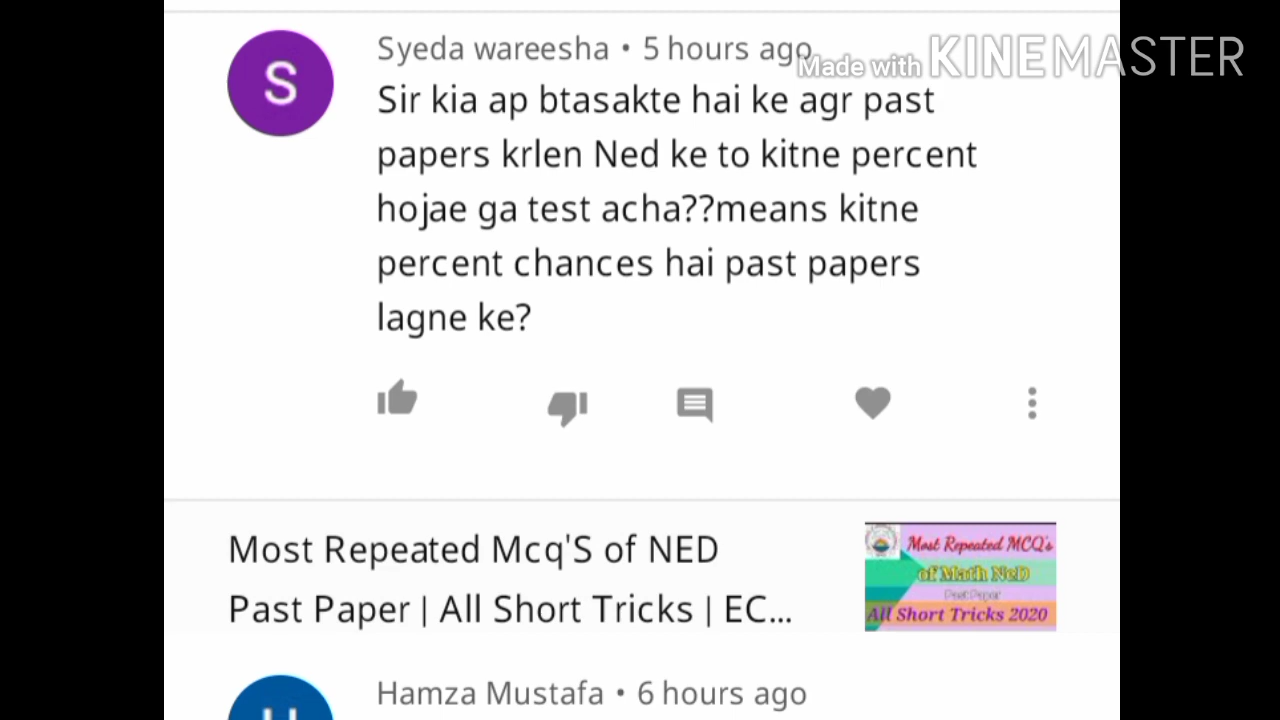 Syeda wareesha • 5 hours ago
Made with KINEMASTER
Sir kia ap btasakte hai ke agr past
papers krlen Ned ke to kitne percent
hojae ga test acha??means kitne
percent chances hai past papers
lagne ke?
Most Repeated Mcq'S of NED
Past Paper | All Short Tricks | EC...
Most Repeated MCQ's
of Math NeD
Past Paper
All Short Tricks 2020
Hamza Mustafa • 6 hours ago